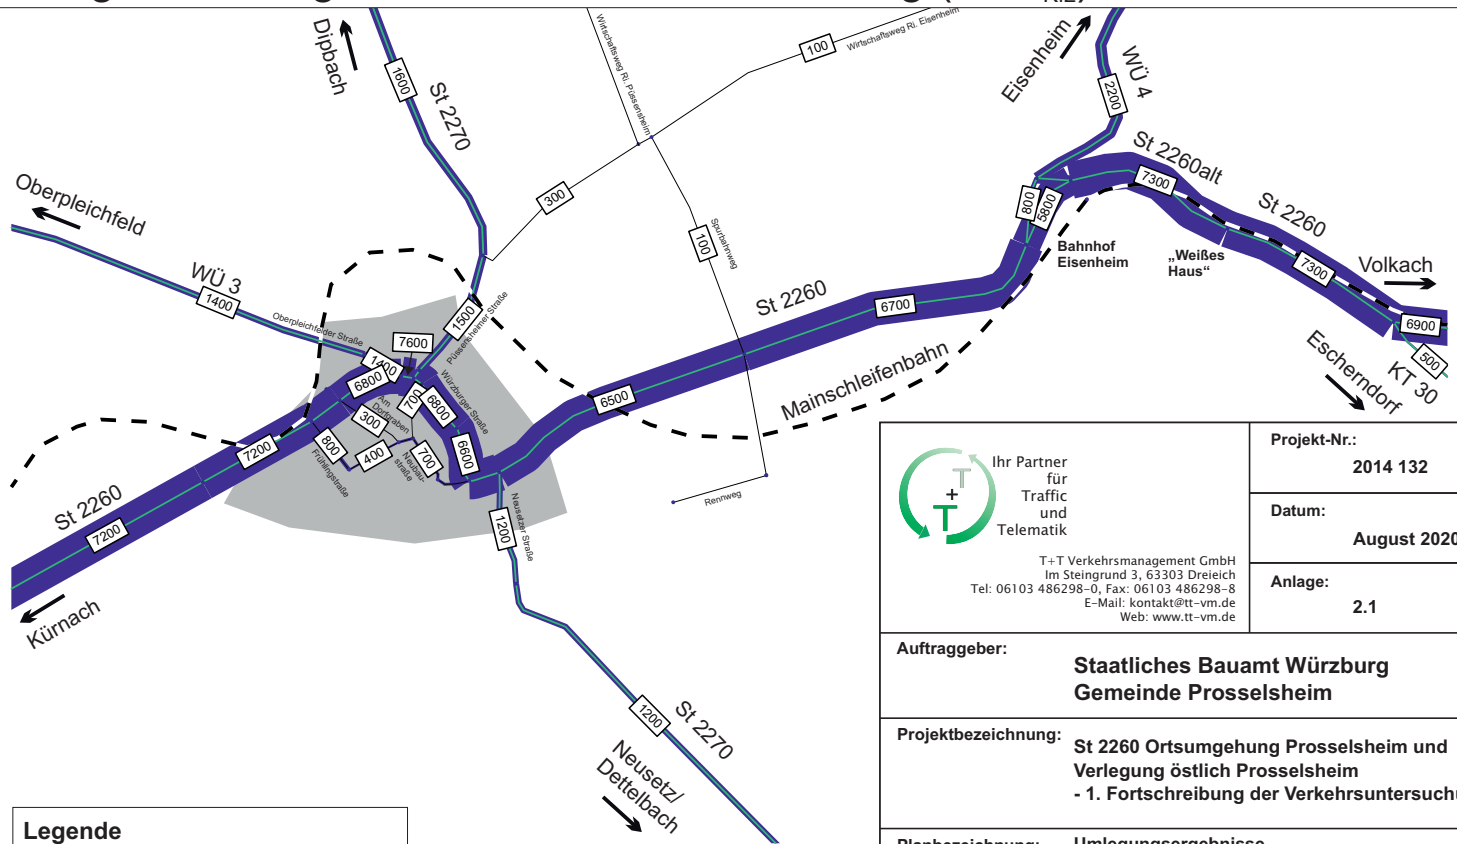 Dipbach
1600
St 2270
Wirtschaftsweg Ri. Püssensheim
100
Wirtschaftsweg Ri. Eisenheim
Eisenheim
WÜ 4
2200
St 2260alt
7300
St 2260
7300
Volkach
6900
500
KT 30
Escherndorf
„Weißes
Haus“
Bahnhof
Eisenheim
800
5800
Oberpleichfeld
WÜ 3
1400
Oberpleichfelder Straße
300
100
Spurbahnweg
St 2260
6700
Mainschleifenbahn
6500
1500
Püssensheimer Straße
7600
1400
6800
Am
Dorfgraben
700
6800
Würzburger Straße
300
800
400
700
6600
Frühlingstraße
Neubau-
straße
7200
St 2260
7200
Kürnach
1200
Neusetzer Straße
Rennweg
1200
St 2270
Neusetz/
Dettelbach
Legende
T
+
T
Ihr Partner
für
Traffic
und
Telematik
T+T Verkehrsmanagement GmbH
Im Steingrund 3, 63303 Dreieich
Tel: 06103 486298-0, Fax: 06103 486298-8
E-Mail: kontakt@tt-vm.de
Web: www.tt-vm.de
Projekt-Nr.:
2014 132
Datum:
August 2020
Anlage:
2.1
Auftraggeber:
Staatliches Bauamt Würzburg
Gemeinde Prosselsheim
Projektbezeichnung:
St 2260 Ortsumgehung Prosselsheim und
Verlegung östlich Prosselsheim
- 1. Fortschreibung der
Planbezeichnung:
Umlegungsergebnisse